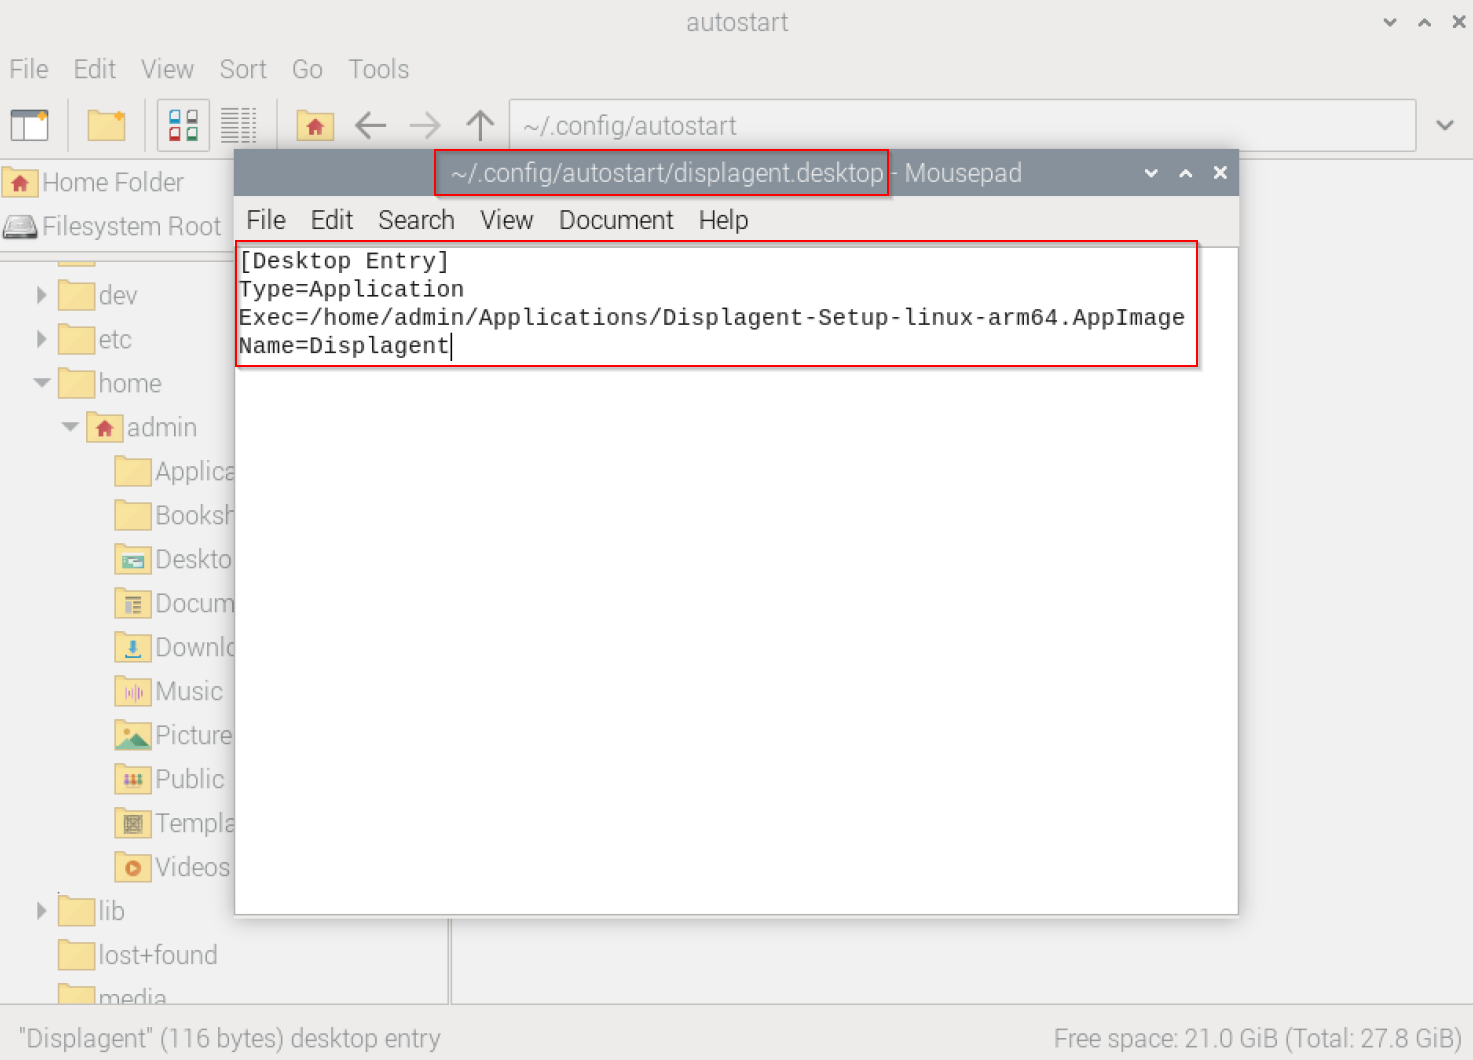 autostart
File Edit View Sort Go Tools
~/.config/autostart
~/.config/autostart/displagent.desktop - Mousepad
File Edit Search View Document Help
[Desktop Entry]
Type=Application
Exec=/home/admin/Applications/Displagent-Setup-linux-arm64.AppImage
Name=Displagent
Home Folder
Filesystem Root
dev
etc
home
admin
Applica
Booksh
Deskto
Docum
Downlo
Music
Picture
Public
Templa
Videos
lib
lost+found
media
"Displagent" (116 bytes) desktop entry
Free space: 21.0 GiB (Total: 27.8 GiB)